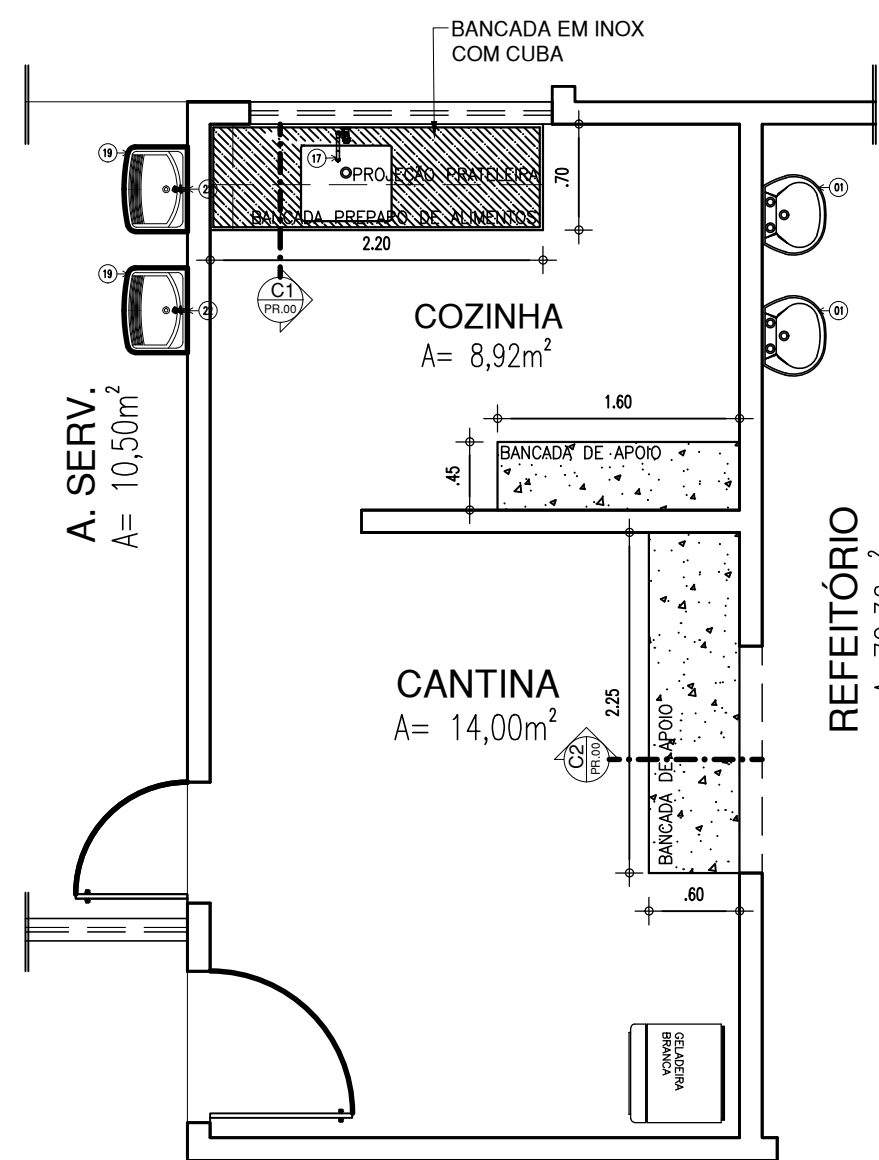 BANCADA EM INOX
COM CUBA
19
22
17
PROJEÇÃO PRATELEIRA
BANCADA PREPARO DE ALIMENTOS
.70
2.20
01
19
22
C1
PR.00
COZINHA
A= 8,92m²
01
A. SERV.
A= 10,50m²
1.60
.45
BANCADA DE APOIO
REFEITÓRIO
CANTINA
A= 14,00m²
2.25
C2
PR.00
BANCADA DE APOIO
.60
GELADEIRA
BRANCA